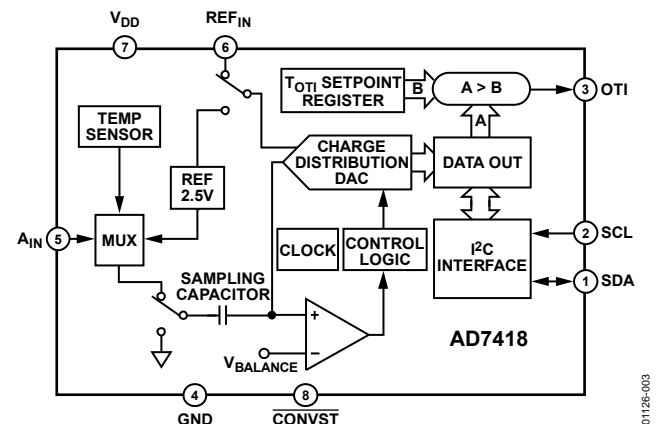 VDD
REFIN
7
6
TOTI SETPOINT
REGISTER
B
A > B
3
OTI
A
TEMP
SENSOR
CHARGE
DISTRIBUTION
DAC
DATA OUT
REF
2.5V
AIN
5
MUX
CLOCK
CONTROL
LOGIC
I2C
INTERFACE
2
SCL
1
SDA
SAMPLING
CAPACITOR
+
VBALANCE
−
AD7418
4
8
GND
CONVST
01126-003